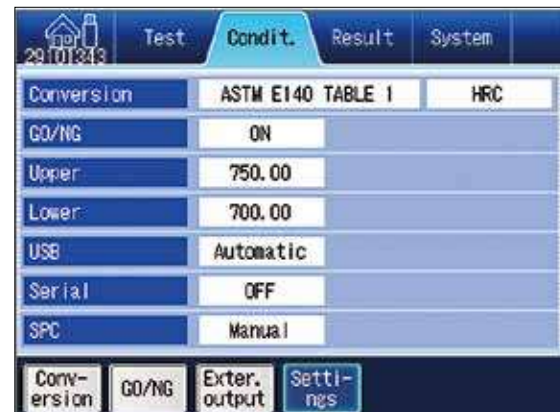 29101343
Test Condit. Result System
Conversion ASTM E140 TABLE 1 HRC
GO/NG ON
Upper 750.00
Lower 700.00
USB Automatic
Serial OFF
SPC Manual
Conv-
ersion
GO/NG
Exter.
output
Setti-
ngs